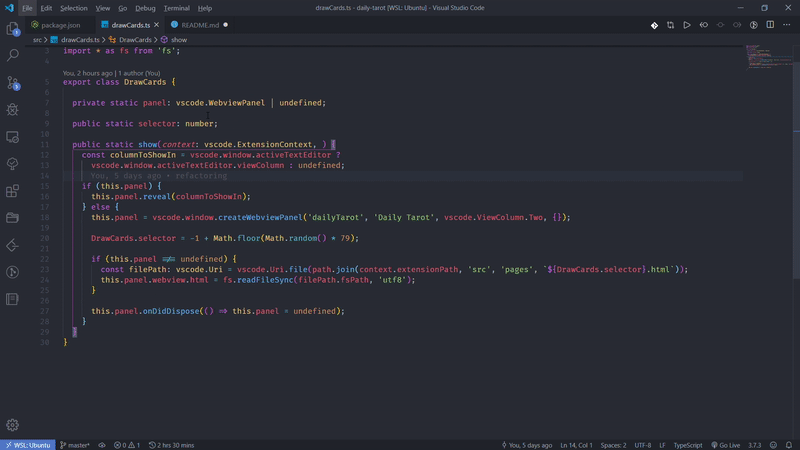 File Edit Selection View Go Debug Terminal Help
drawCards.ts - daily-tarot [WSL: Ubuntu] - Visual Studio Code
package.json drawCards.ts README.md
src > drawCards.ts > DrawCards > show
3 import * as fs from 'fs';
4
You, 2 hours ago | 1 author (You)
5 export class DrawCards {
6
7 private static panel: vscode.WebviewPanel | undefined;
8
9 public static selector: number;
10
11 public static show(context: vscode.ExtensionContext, ) {
12 const columnToShowIn = vscode.window.activeTextEditor ?
13 vscode.window.activeTextEditor.viewColumn : undefined;
14 You, 5 days ago • refactoring
15 if (this.panel) {
16 this.panel.reveal(columnToShowIn);
17 } else {
18 this.panel = vscode.window.createWebviewPanel('dailyTarot', 'Daily Tarot', vscode.ViewColumn.Two, {});
19
20 DrawCards.selector = -1 + Math.floor(Math.random() * 79);
21
22 if (this.panel !== undefined) {
23 const filePath: vscode.Uri = vscode.Uri.file(path.join(context.extensionPath, 'src', 'pages', `${DrawCards.selector}.html`));
24 this.panel.webview.html = fs.readFileSync(filePath.fsPath, 'utf8');
25 }
26
27 this.panel.onDidDispose(() => this.panel = undefined);
28 }
29 }
30 }
WSL: Ubuntu master* 0 1 2 hrs 30 mins You, 5 days ago Ln 14, Col 1 Spaces: 2 UTF-8 LF TypeScript Go Live 3.7.3